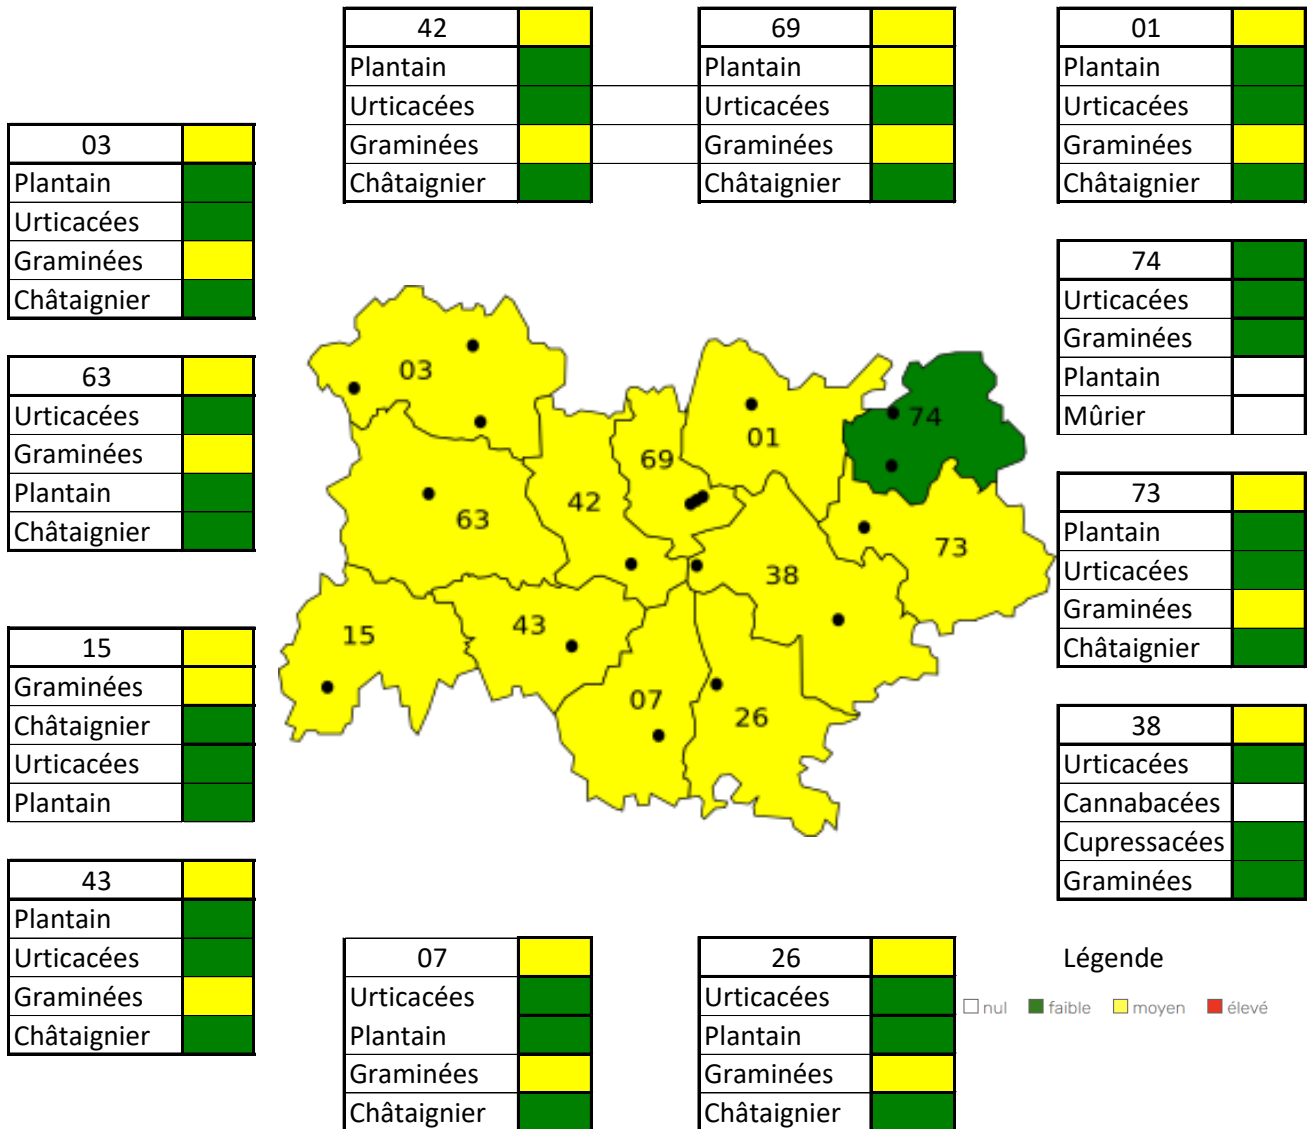 42
Plantain
Urticacées
Graminées
Châtaignier
69
Plantain
Urticacées
Graminées
Châtaignier
01
Plantain
Urticacées
Graminées
Châtaignier
03
Plantain
Urticacées
Graminées
Châtaignier
74
Urticacées
Graminées
Plantain
Mûrier
63
Urticacées
Graminées
Plantain
Châtaignier
03
01
74
69
42
63
73
38
15
43
07
26
73
Plantain
Urticacées
Graminées
Châtaignier
15
Graminées
Châtaignier
Urticacées
Plantain
38
Urticacées
Cannabacées
Cupressacées
Graminées
43
Plantain
Urticacées
Graminées
Châtaignier
07
Urticacées
Plantain
Graminées
Châtaignier
26
Urticacées
Plantain
Graminées
Châtaignier
Légende
nul faible moyen élevé